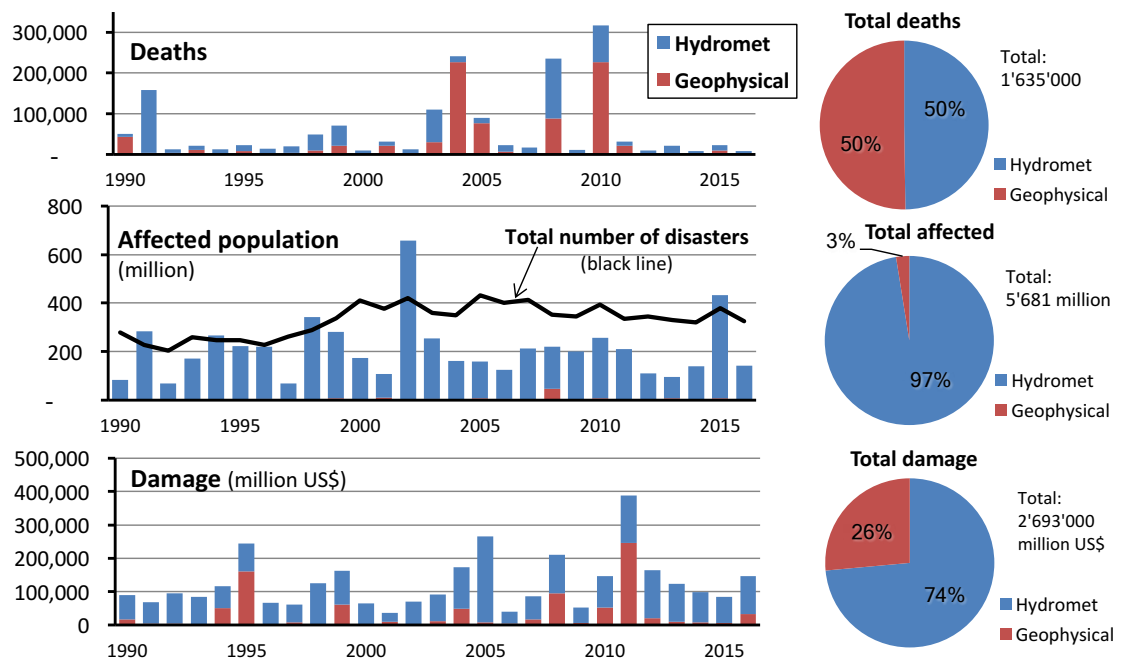 Deaths
300,000
200,000
100,000
-
1990
1995
2000
2005
2010
2015
Hydromet
Geophysical
Total deaths
Total:
1'635'000
50%
50%
Hydromet
Geophysical
Affected population
(million)
Total number of disasters
(black line)
800
600
400
200
-
1990
1995
2000
2005
2010
2015
Total affected
3%
Total:
5'681 million
97%
Hydromet
Geophysical
Damage (million US$)
500,000
400,000
300,000
200,000
100,000
0
1990
1995
2000
2005
2010
2015
Total damage
Total:
2'693'000
million US$
26%
74%
Hydromet
Geophysical